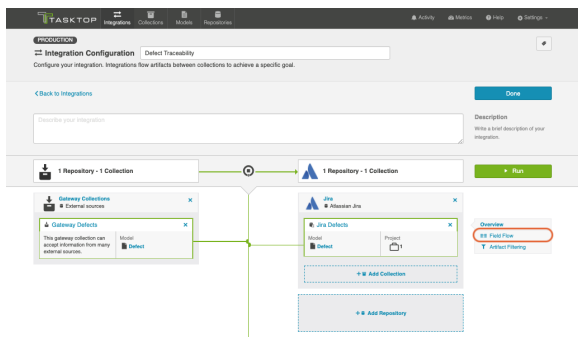 TASKTOP
Integrations
Collections
Models
Repositories
Activity
Metrics
Help
Settings
PRODUCTION
Integration Configuration
Defect Traceability
Configure your integration. Integrations flow artifacts between collections to achieve a specific goal.
Back to Integrations
Done
Describe your integration
Description
Write a brief description of your
integration.
1 Repository - 1 Collection
1 Repository - 1 Collection
Run
Gateway Collections
External sources
Gateway Defects
This gateway collection can
accept information from many
external sources.
Model
Defect
Jira
Atlassian Jira
Jira Defects
Model
Defect
Project
1
+ Add Collection
+ Add Repository
Overview
Field Flow
Artifact Filtering